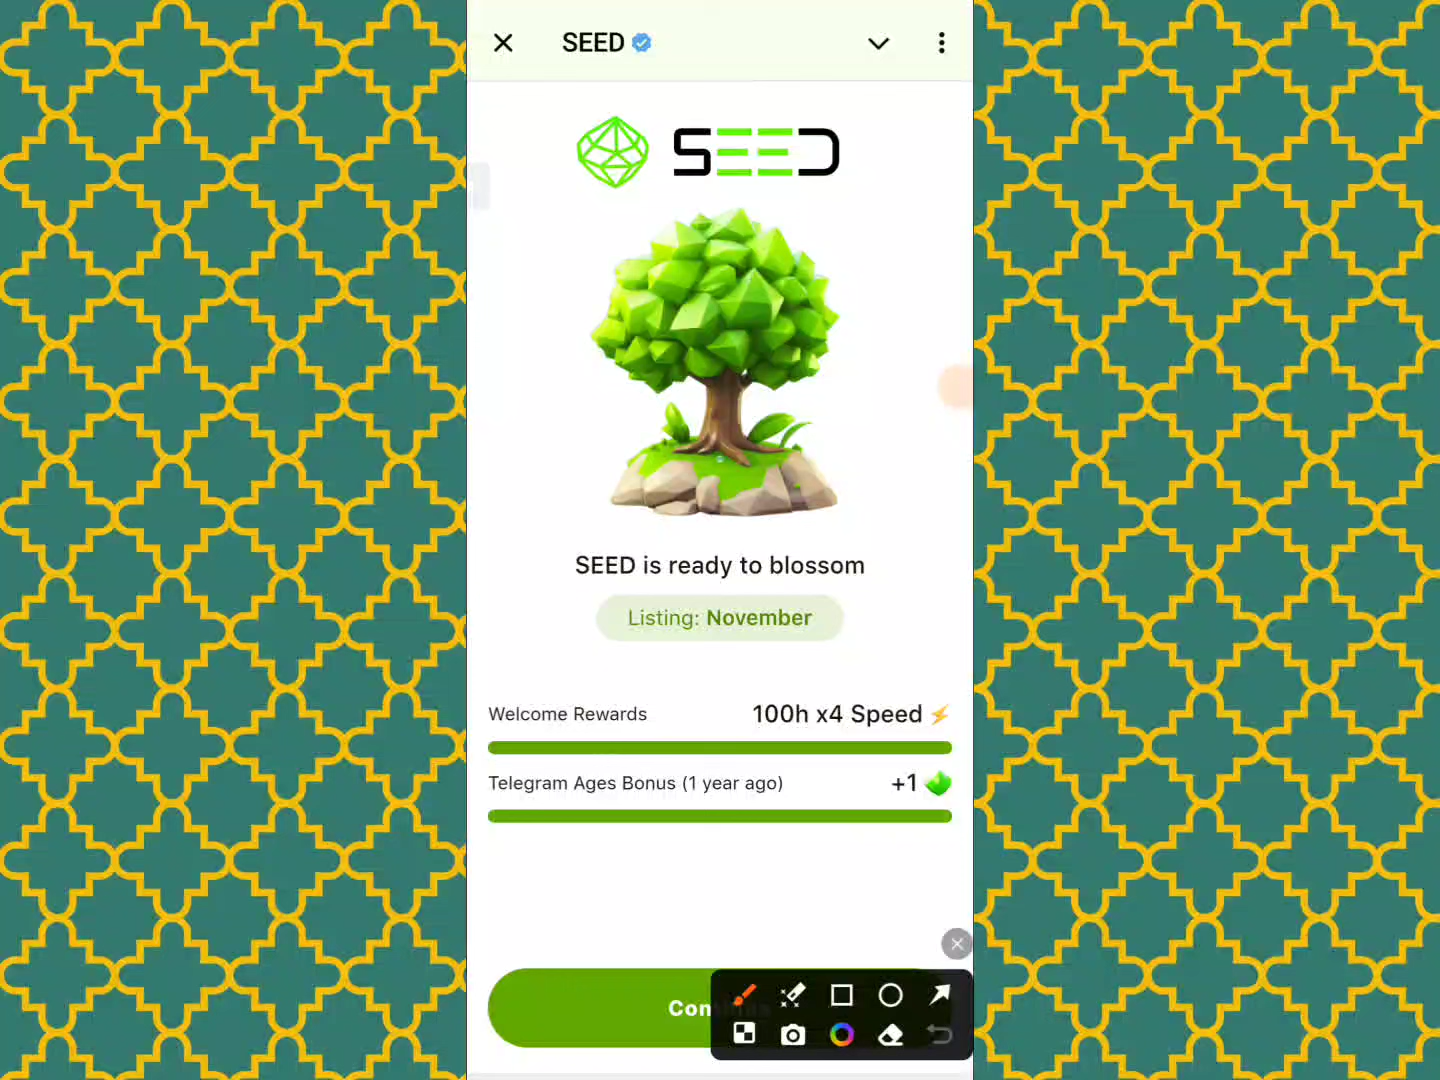 SEED
SEED
SEED is ready to blossom
Listing: November
Welcome Rewards 100h x4 Speed
Telegram Ages Bonus (1 year ago) +1